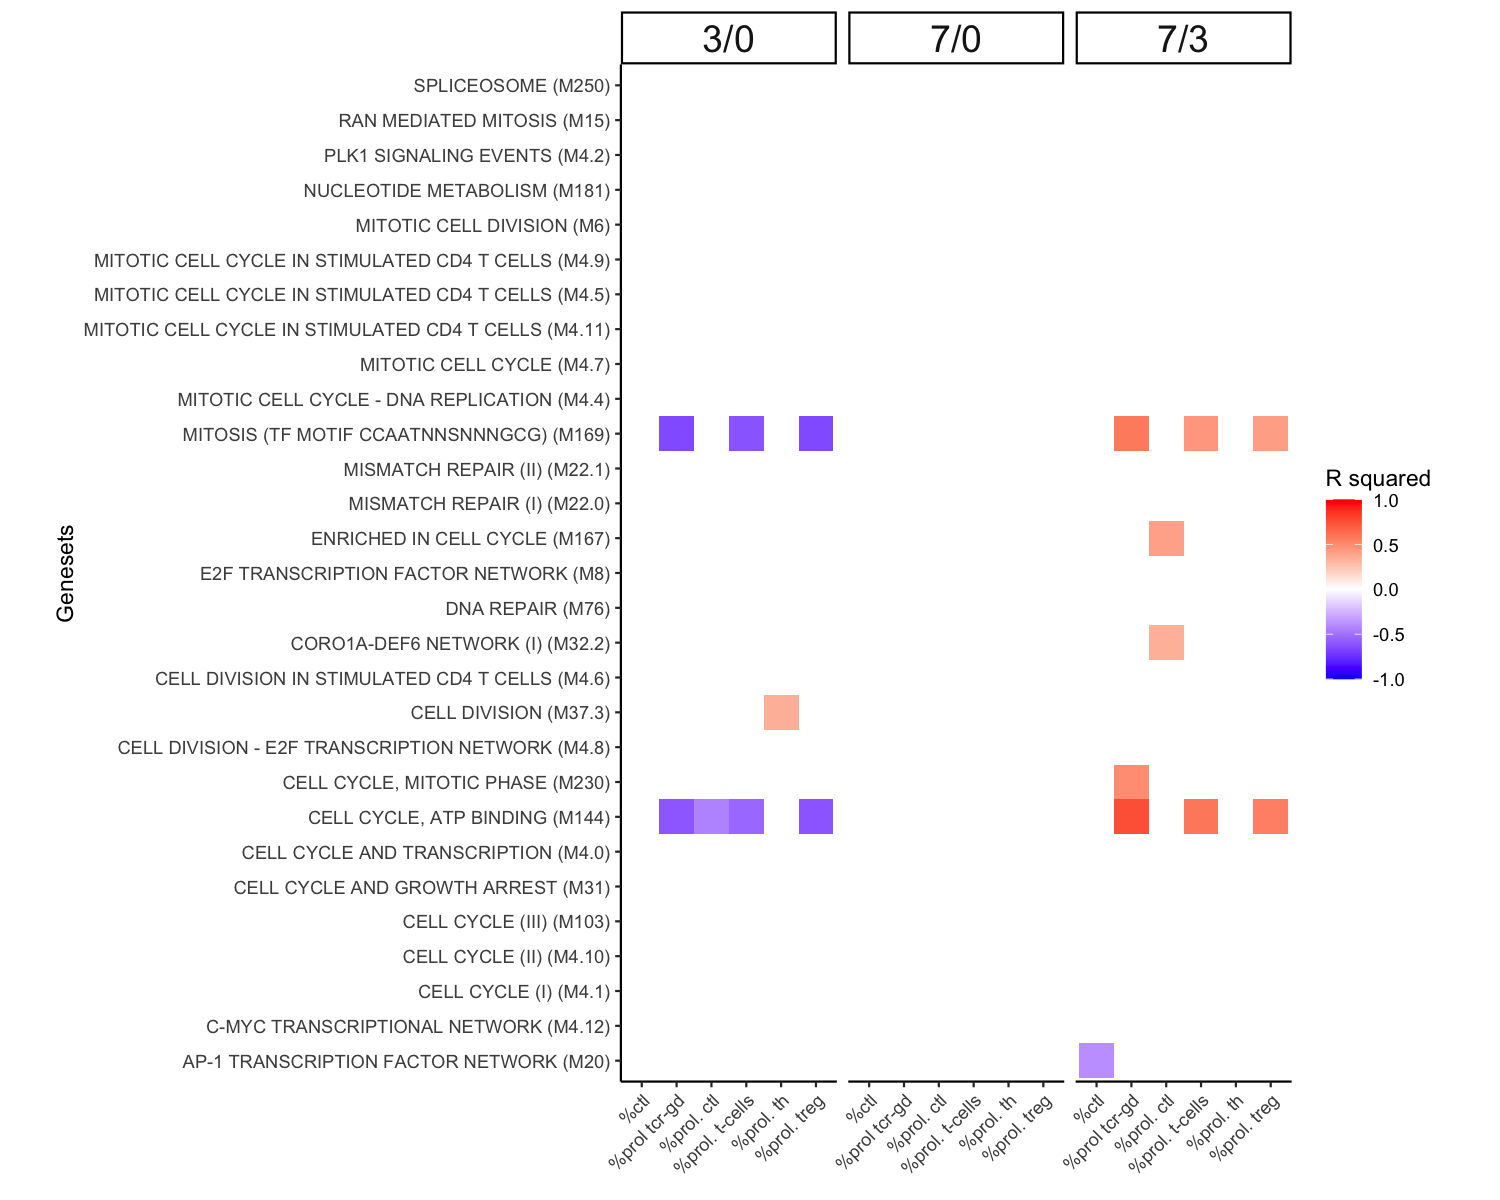 3/0
7/0
7/3
SPLICEOSOME (M250)
RAN MEDIATED MITOSIS (M15)
PLK1 SIGNALING EVENTS (M4.2)
NUCLEOTIDE METABOLISM (M181)
MITOTIC CELL DIVISION (M6)
MITOTIC CELL CYCLE IN STIMULATED CD4 T CELLS (M4.9)
MITOTIC CELL CYCLE IN STIMULATED CD4 T CELLS (M4.5)
MITOTIC CELL CYCLE IN STIMULATED CD4 T CELLS (M4.11)
MITOTIC CELL CYCLE (M4.7)
MITOTIC CELL CYCLE - DNA REPLICATION (M4.4)
MITOSIS (TF MOTIF CCAATNNSNNNGCG) (M169)
MISMATCH REPAIR (II) (M22.1)
MISMATCH REPAIR (I) (M22.0)
ENRICHED IN CELL CYCLE (M167)
E2F TRANSCRIPTION FACTOR NETWORK (M8)
DNA REPAIR (M76)
CORO1A-DEF6 NETWORK (I) (M32.2)
CELL DIVISION IN STIMULATED CD4 T CELLS (M4.6)
CELL DIVISION (M37.3)
CELL DIVISION - E2F TRANSCRIPTION NETWORK (M4.8)
CELL CYCLE, MITOTIC PHASE (M230)
CELL CYCLE, ATP BINDING (M144)
CELL CYCLE AND TRANSCRIPTION (M4.0)
CELL CYCLE AND GROWTH ARREST (M31)
CELL CYCLE (III) (M103)
CELL CYCLE (II) (M4.10)
CELL CYCLE (I) (M4.1)
C-MYC TRANSCRIPTIONAL NETWORK (M4.12)
AP-1 TRANSCRIPTION FACTOR NETWORK (M20)
Genesets
%ctl
%prol tcr-gd
%prol. ctl
%prol. t-cells
%prol. th
%prol. treg
%ctl
%prol tcr-gd
%prol. ctl
%prol. t-cells
%prol. th
%prol. treg
%ctl
%prol tcr-gd
%prol. ctl
%prol. t-cells
%prol. th
%prol. treg
R squared
1.0
0.5
0.0
-0.5
-1.0